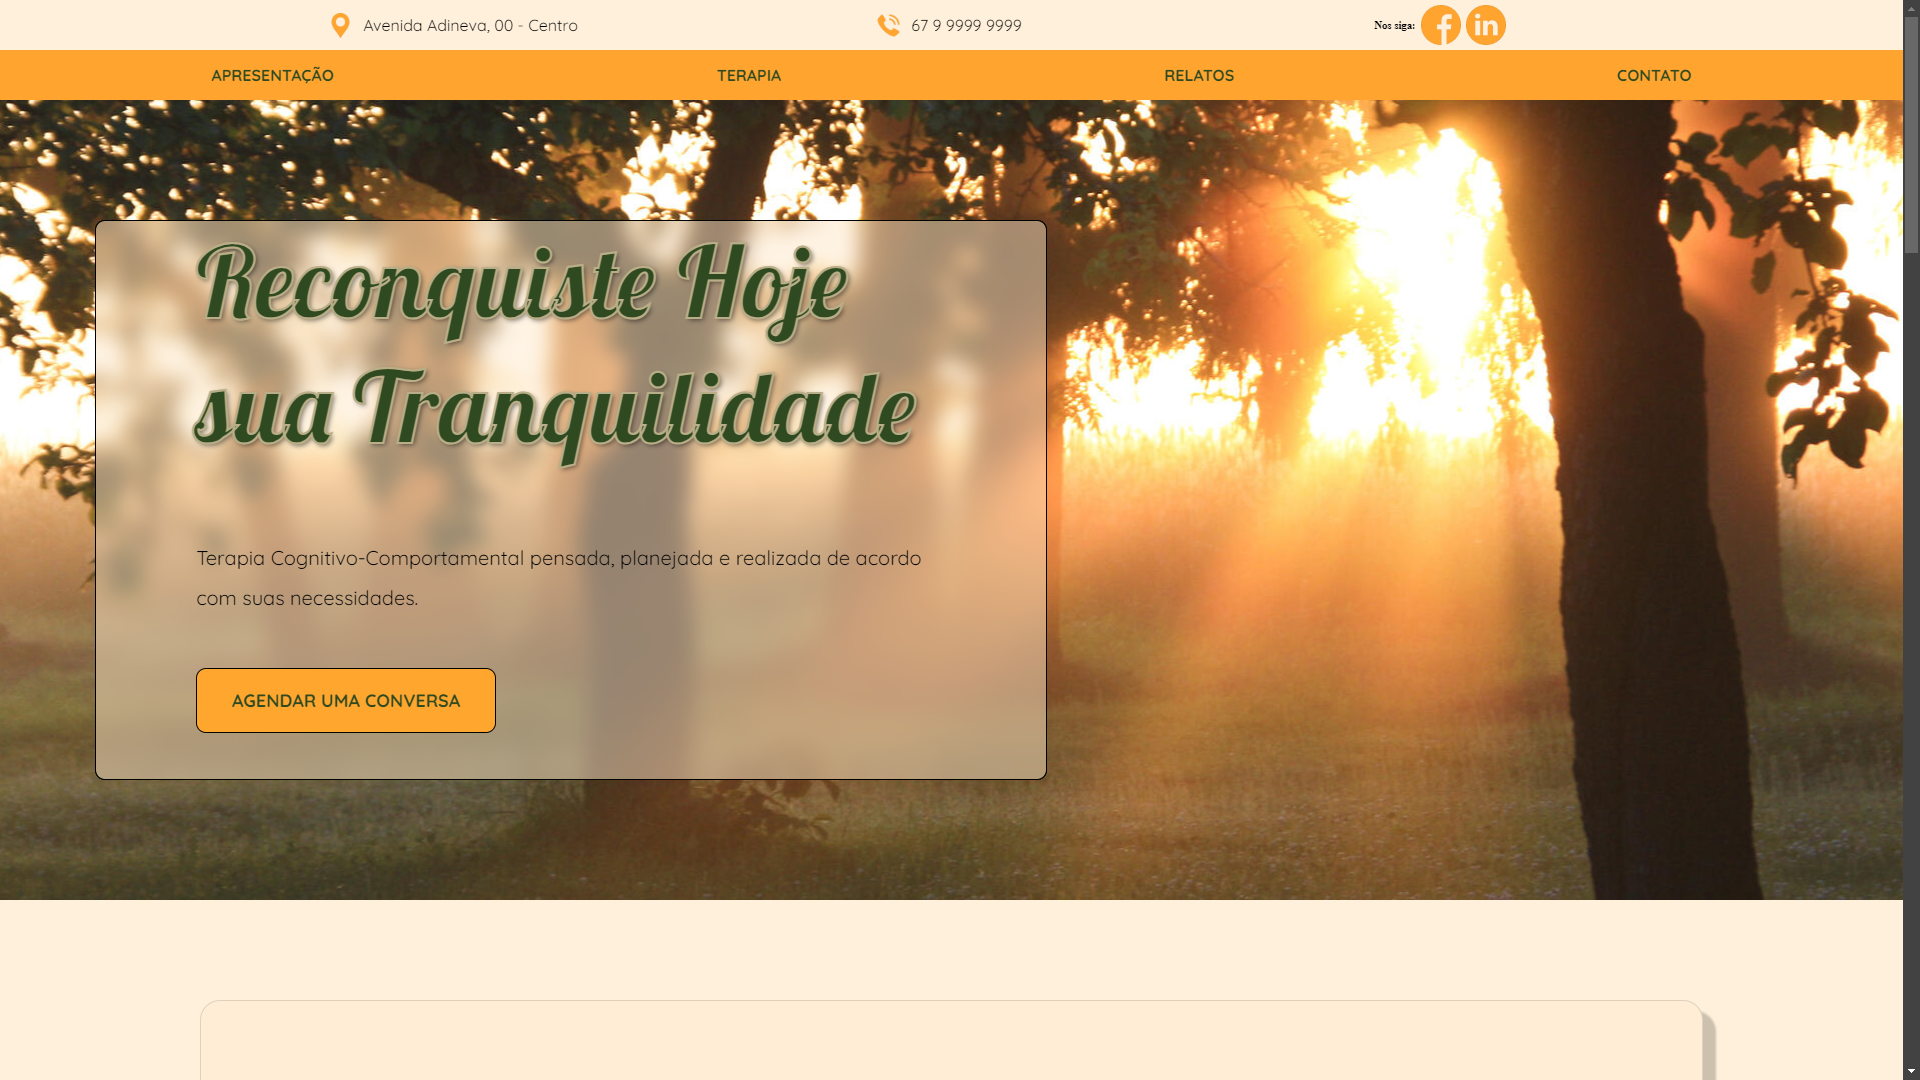 Avenida Adineva, 00 - Centro
67 9 9999 9999
Nos siga:
APRESENTAÇÃO
TERAPIA
RELATOS
CONTATO
Reconquiste Hoje
sua Tranquilidade
Terapia Cognitivo-Comportamental pensada, planejada e realizada de acordo
com suas necessidades.
AGENDAR UMA CONVERSA